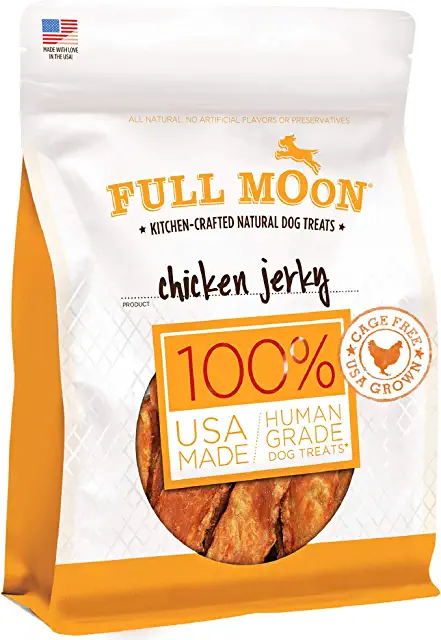 MADE WITH LOVE
IN THE USA!
ALL NATURAL. NO ARTIFICIAL FLAVORS OR PRESERVATIVES
FULL MOON®
★ KITCHEN-CRAFTED NATURAL DOG TREATS ★
PRODUCT chicken jerky
100%
USA MADE / HUMAN GRADE DOG TREATS*
CAGE FREE
USA GROWN